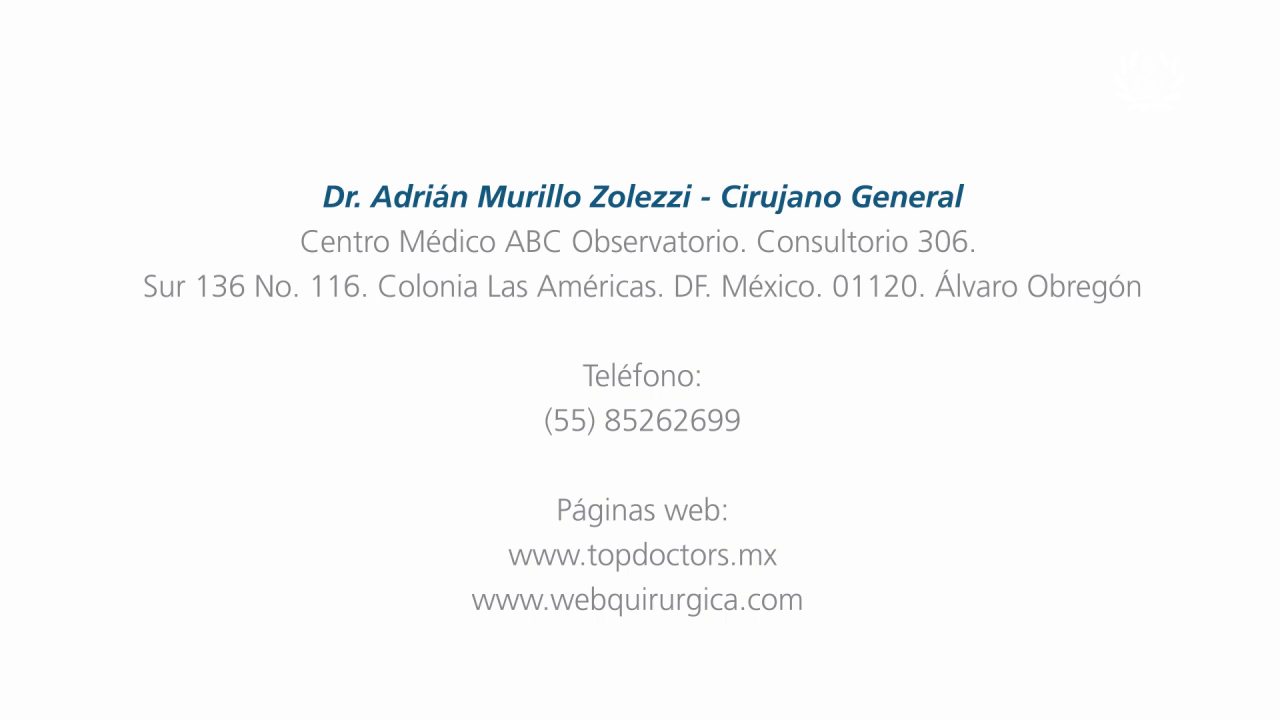 Dr. Adrián Murillo Zolezzi - Cirujano General
Centro Médico ABC Observatorio. Consultorio 306.
Sur 136 No. 116. Colonia Las Américas. DF. México. 01120. Álvaro Obregón
Teléfono:
(55) 85262699
Páginas web:
www.topdoctors.mx
www.webquirurgica.com